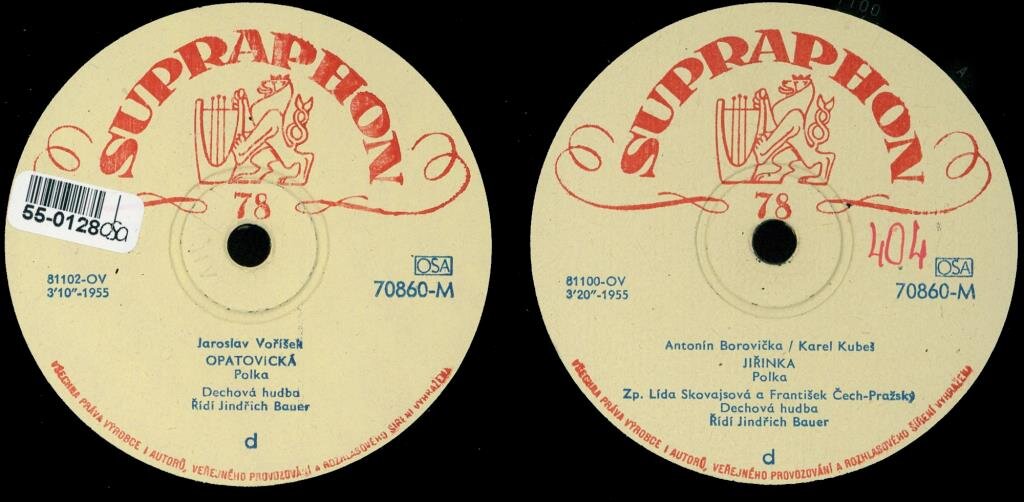 SUPRAPHON
78
55-0128
OSA
81102-OV
3'10"-1955
OSA
70860-M
Jaroslav Voříšek
OPATOVICKÁ
Polka
Dechová hudba
Řídí Jindřich Bauer
d
VŠECHNA PRÁVA VÝROBCE I AUTORŮ, VEŘEJNÉHO PROVOZOVÁNÍ A ROZHLASOVÉHO ŠÍŘENÍ VYHRAŽENA
SUPRAPHON
78
404
81100-OV
3'20"-1955
OSA
70860-M
Antonín Borovička / Karel Kubeš
JIŘINKA
Polka
Zp. Lída Skovajsová a František Čech-Pražský
Dechová hudba
Řídí Jindřich Bauer
d
VŠECHNA PRÁVA VÝROBCE I AUTORŮ, VEŘEJNÉHO PROVOZOVÁNÍ A ROZHLASOVÉHO ŠÍŘENÍ VYHRAŽENA